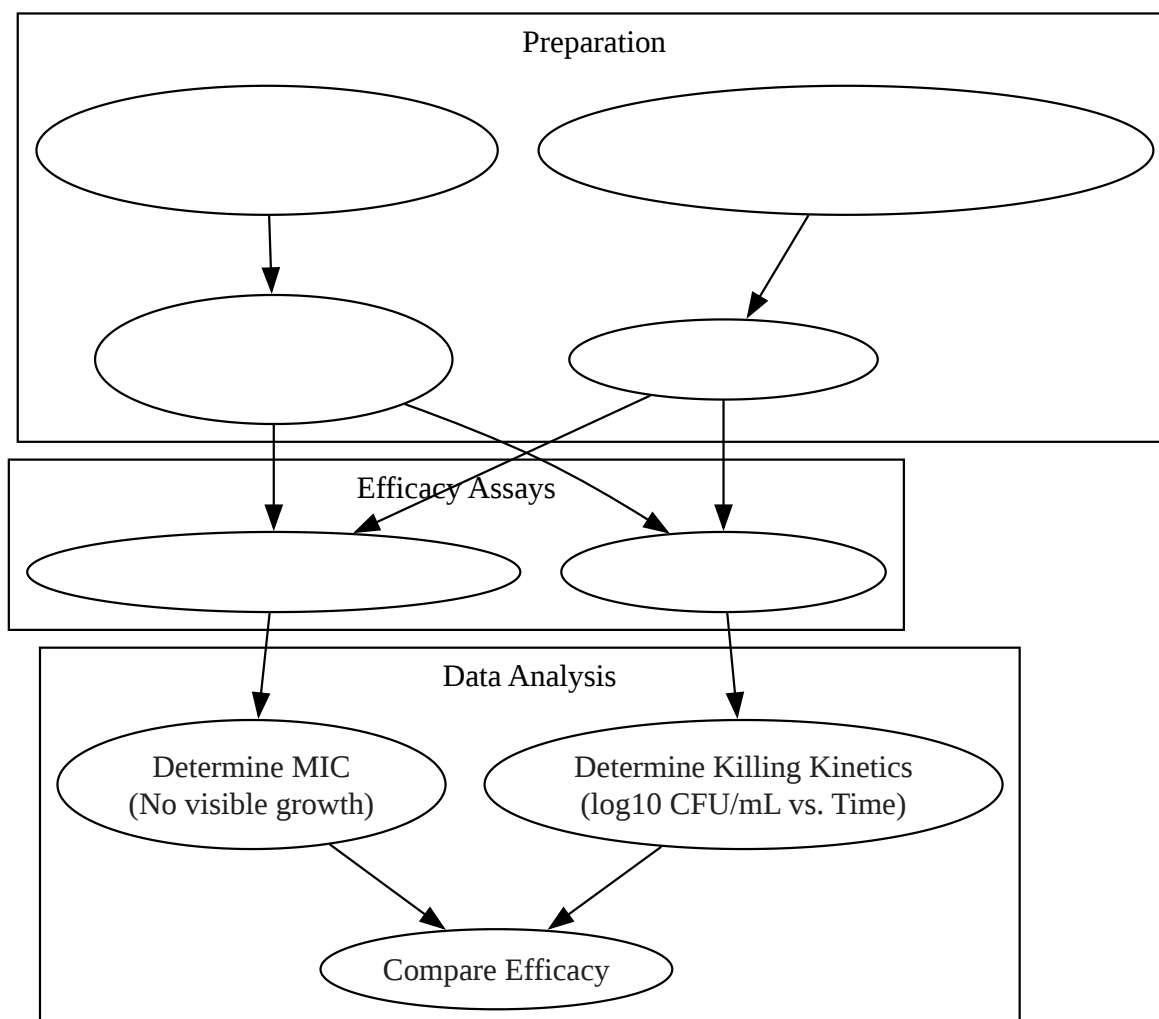 Preparation
Efficacy Assays
Data Analysis
Determine MIC
(No visible growth)
Determine Killing Kinetics
(log10 CFU/mL vs. Time)
Compare Efficacy